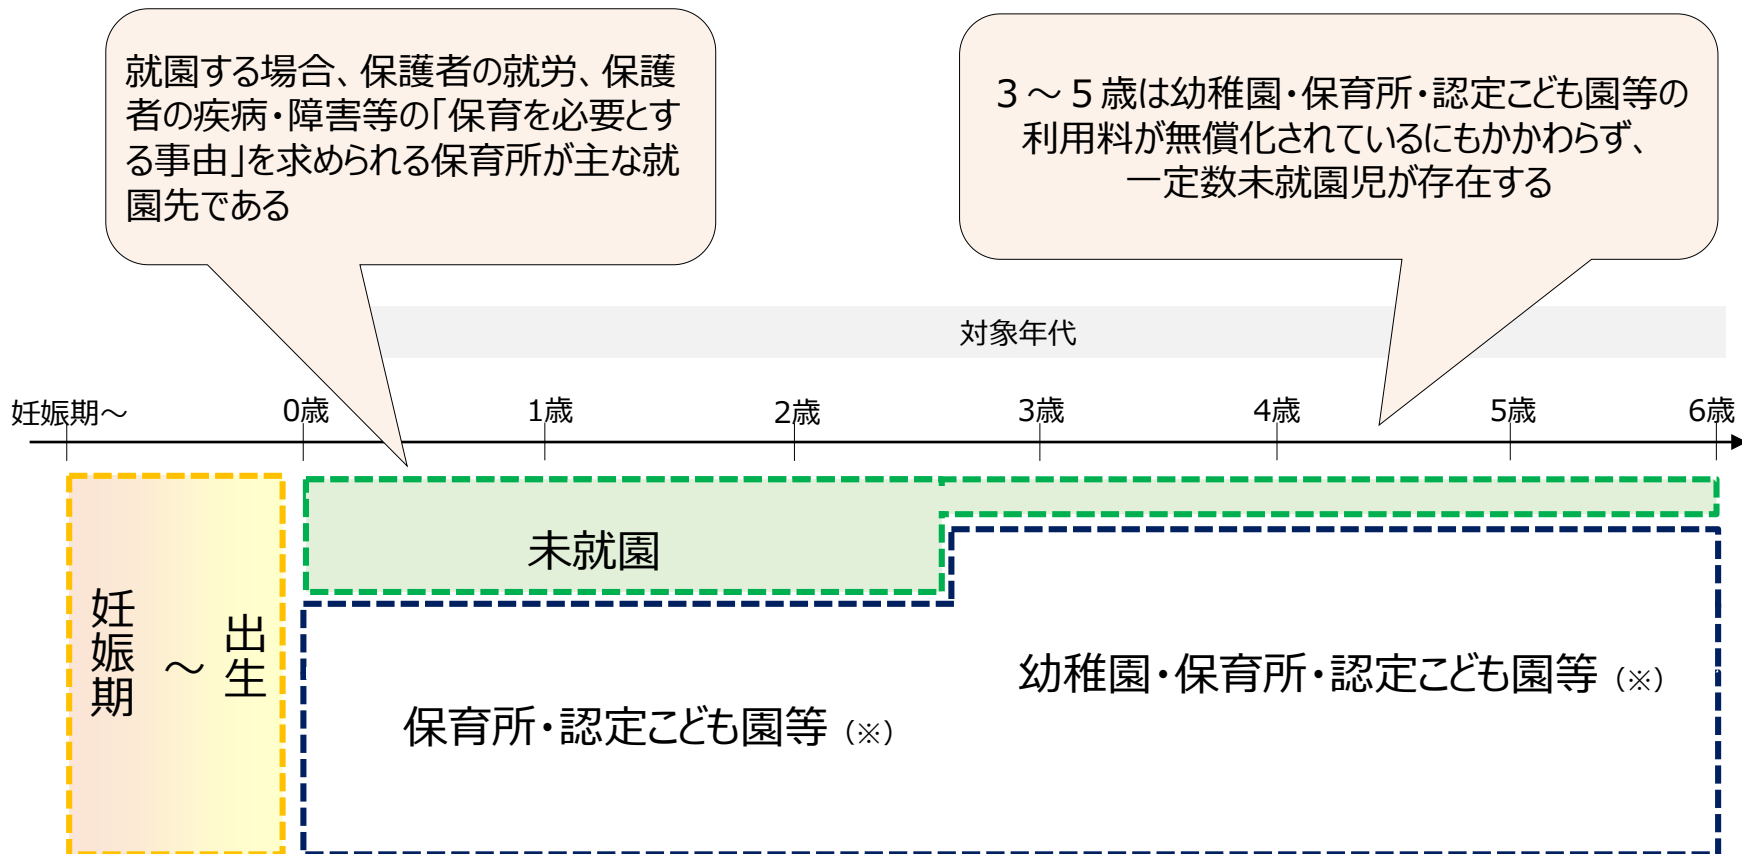 就園する場合、保護者の就労、保護
者の疾病・障害等の「保育を必要とす
る事由」を求められる保育所が主な就
園先である
３～５歳は幼稚園・保育所・認定こども園等の
利用料が無償化されているにもかかわらず、
一定数未就園児が存在する
対象年代
妊娠期～
0歳
1歳
2歳
3歳
4歳
5歳
6歳
未就園
妊娠期
～
出生
保育所・認定こども園等（※）
幼稚園・保育所・認定こども園等（※）